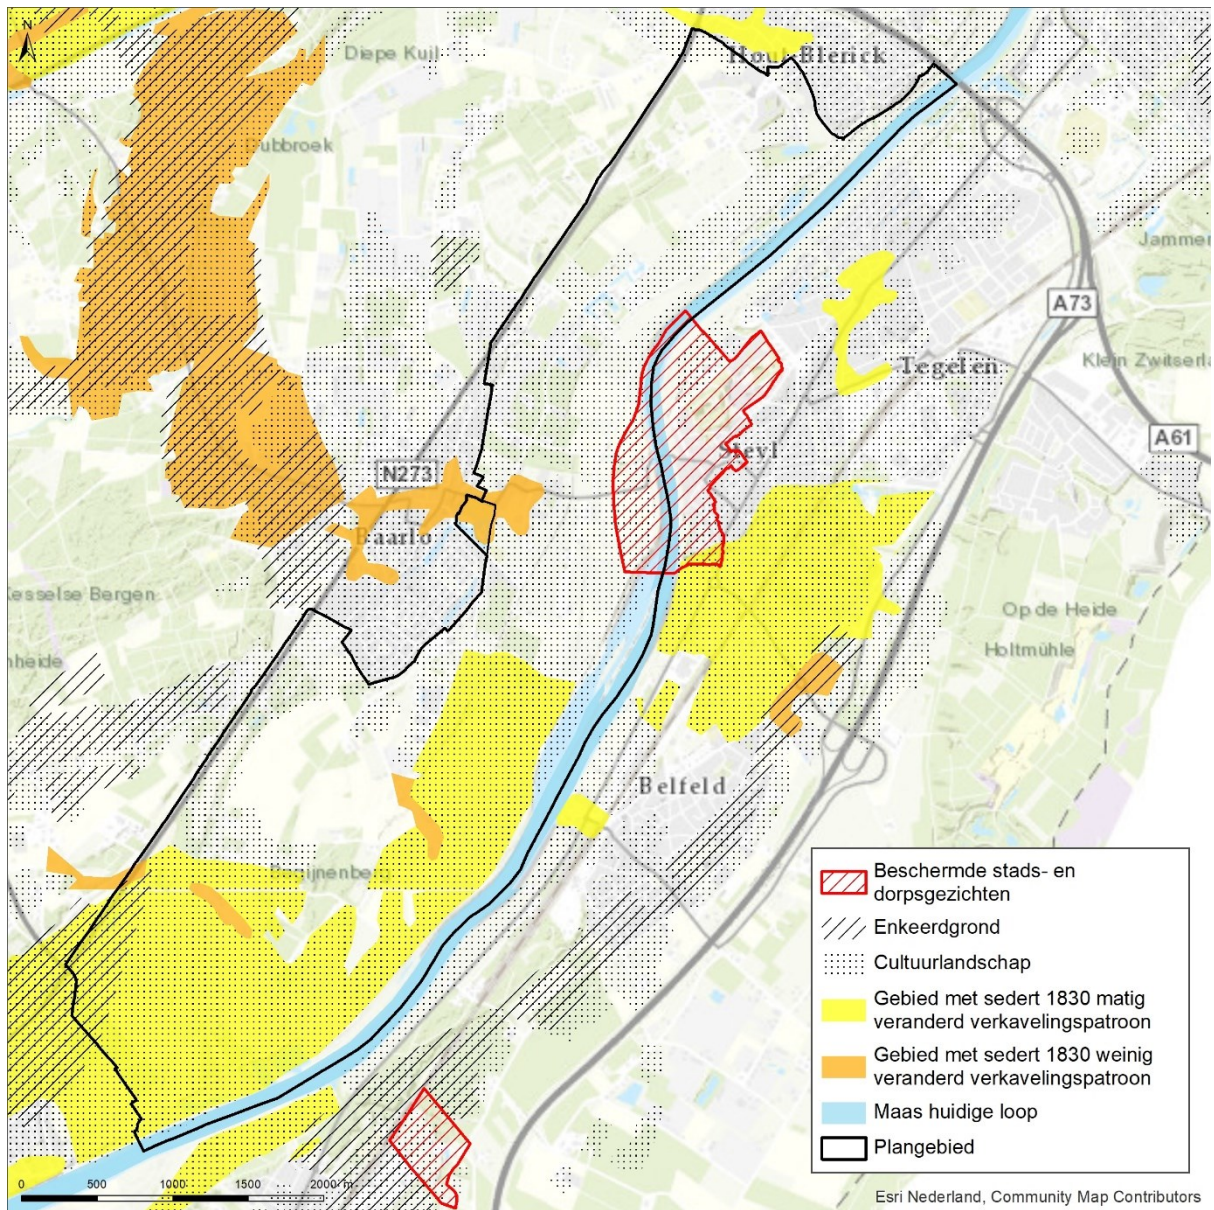 N
Diepe Kuil
Hout-Blerick
Dubbroek
Jammer
A73
Tegelen
Klein Zwitserla
A61
Steyl
N273
Baarlo
Kesselse Bergen
Op de Heide
nheide
Holtmühle
Belfeld
Beschermde stads- en
dorpsgezichten
Enkeerdgrond
Cultuurlandschap
Gebied met sedert 1830 matig
veranderd verkavelingspatroon
Gebied met sedert 1830 weinig
veranderd verkavelingspatroon
Maas huidige loop
Plangebied
0 500 1000 1500 2000 m
Esri Nederland, Community Map Contributors